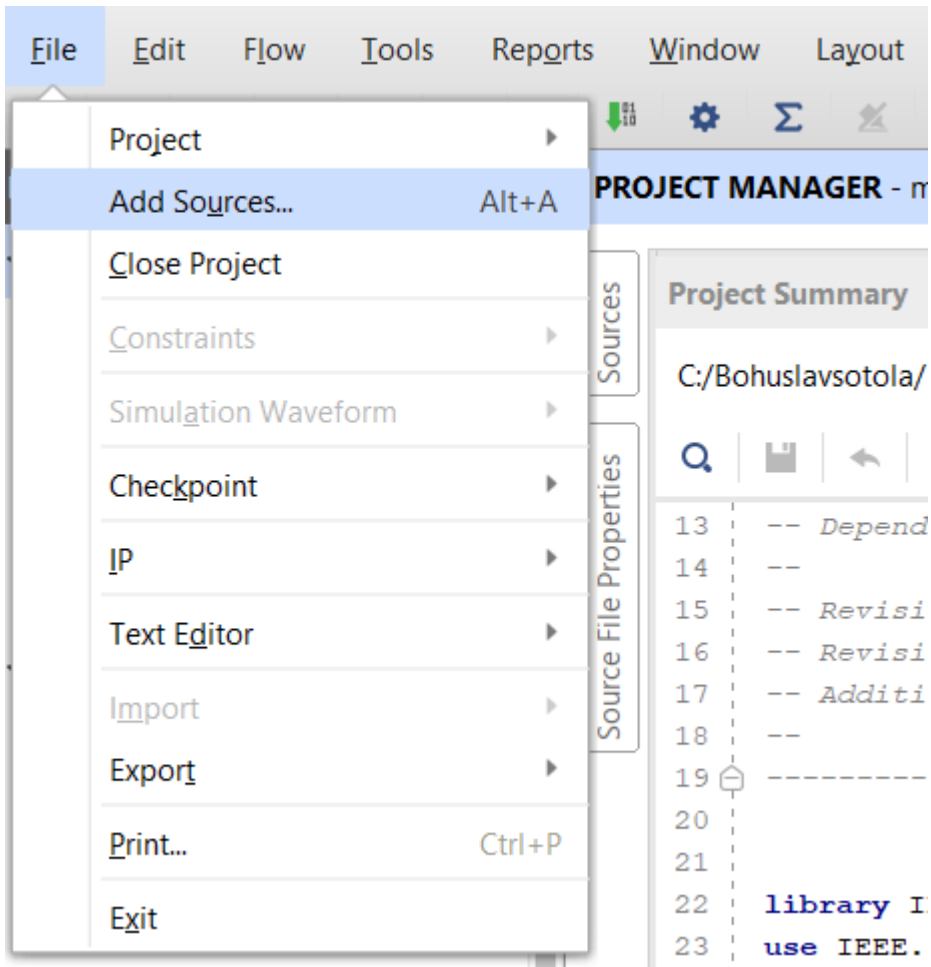 File Edit Flow Tools Reports Window Layout
Project
Add Sources... Alt+A
Close Project
Constraints
Simulation Waveform
Checkpoint
IP
Text Editor
Import
Export
Print... Ctrl+P
Exit
PROJECT MANAGER -
Sources
Source File Properties
Project Summary
C:/Bohuslavsotola/
13 -- Depend
14 --
15 -- Revisi
16 -- Revisi
17 -- Additi
18 --
19 ---------
20
21
22 library
23 use IEEE.